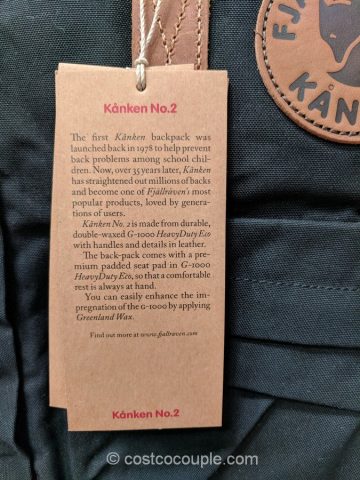 Kånken No.2
The first Kånken backpack was
launched back in 1978 to help prevent
back problems among school chil-
dren. Now, over 35 years later, Kånken
has straightened out millions of backs
and become one of Fjällräven's most
popular products, loved by genera-
tions of users.
Kånken No. 2 is made from durable,
double-waxed G-1000 HeavyDuty Eco
with handles and details in leather.
The back-pack comes with a pre-
mium padded seat pad in G-1000
HeavyDuty Eco, so that a comfortable
rest is always at hand.
You can easily enhance the im-
pregnation of the G-1000 by applying
Greenland Wax.
Find out more at www.fjallraven.com
Kånken No.2
FJÄ
KÅN
© costcocouple.com